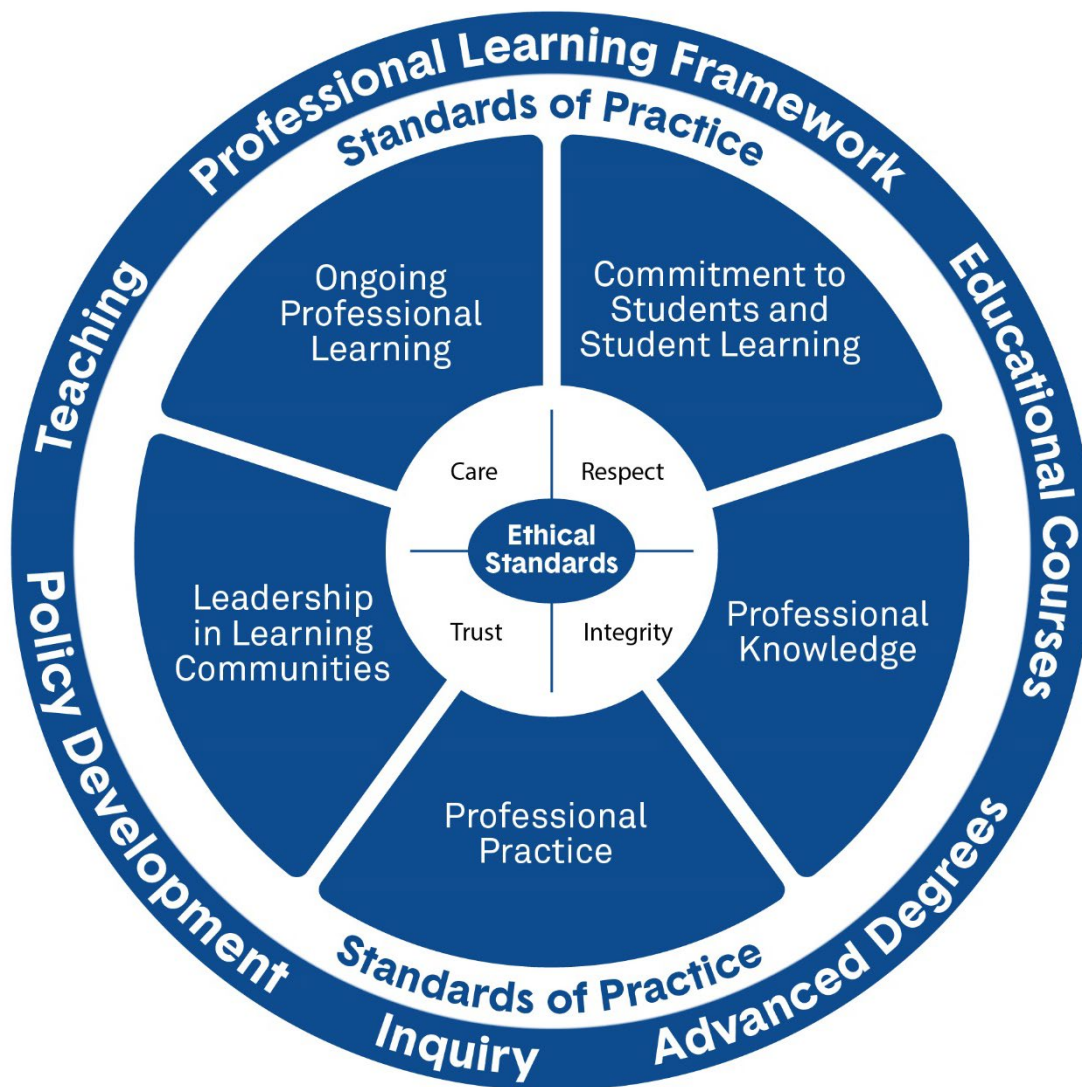 Professional Learning Framework
Standards of Practice
Ongoing
Professional
Learning
Commitment to
Students and
Student Learning
Teaching
Educational Courses
Care
Respect
Ethical
Standards
Trust
Integrity
Leadership
in Learning
Communities
Professional
Knowledge
Professional
Practice
Policy Development
Standards of Practice
Inquiry
Advanced Degrees